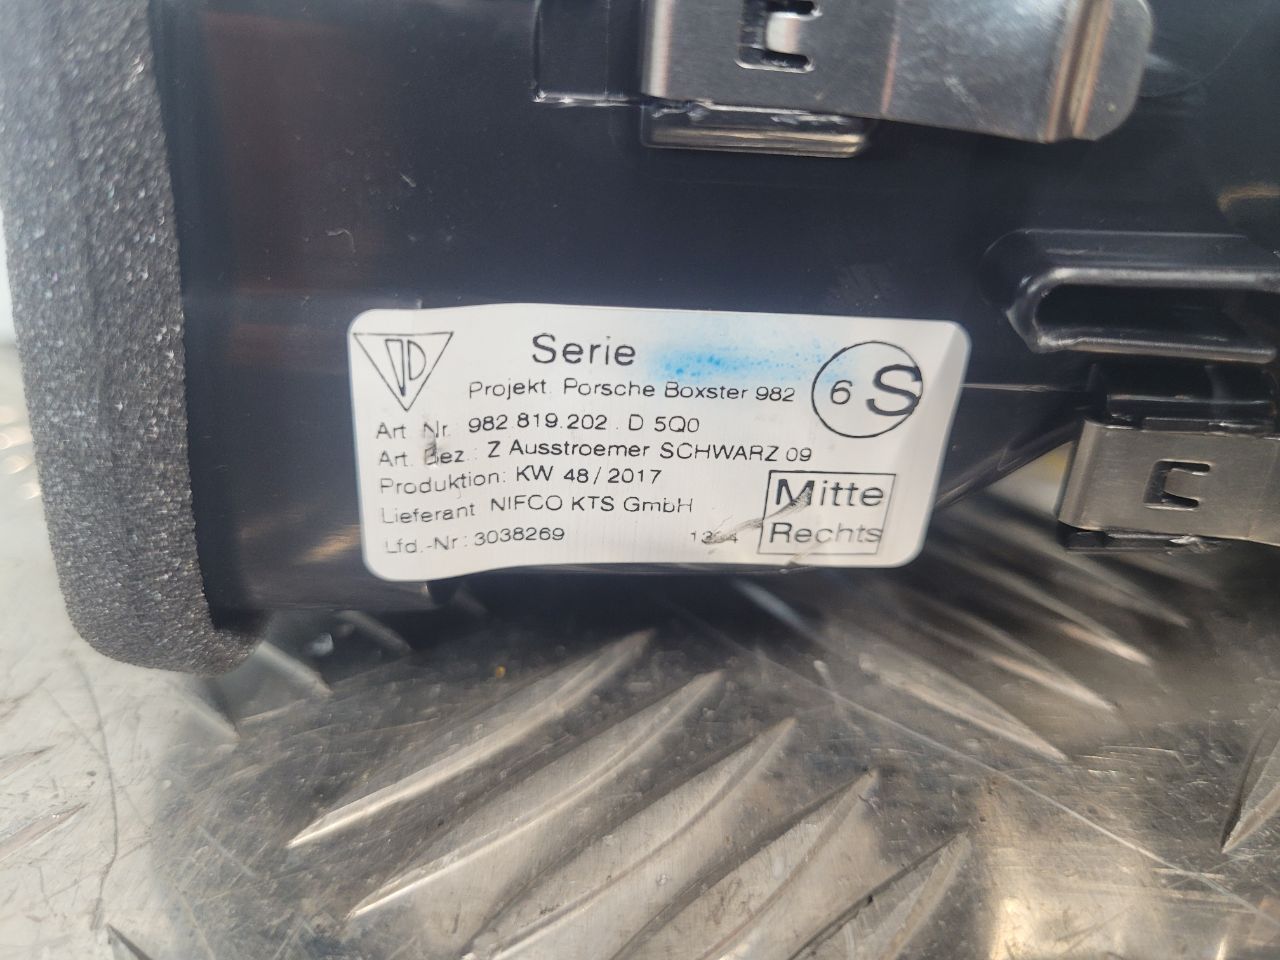 Serie
Projekt. Porsche Boxster 982
6 S
Art Nr. 982 819.202 . D 5Q0
Art. Bez.: Z Ausstroemer SCHWARZ 09
Produktion: KW 48/2017
Lieferant NIFCO KTS GmbH
Mitte
Rechts
Lfd.-Nr: 3038269